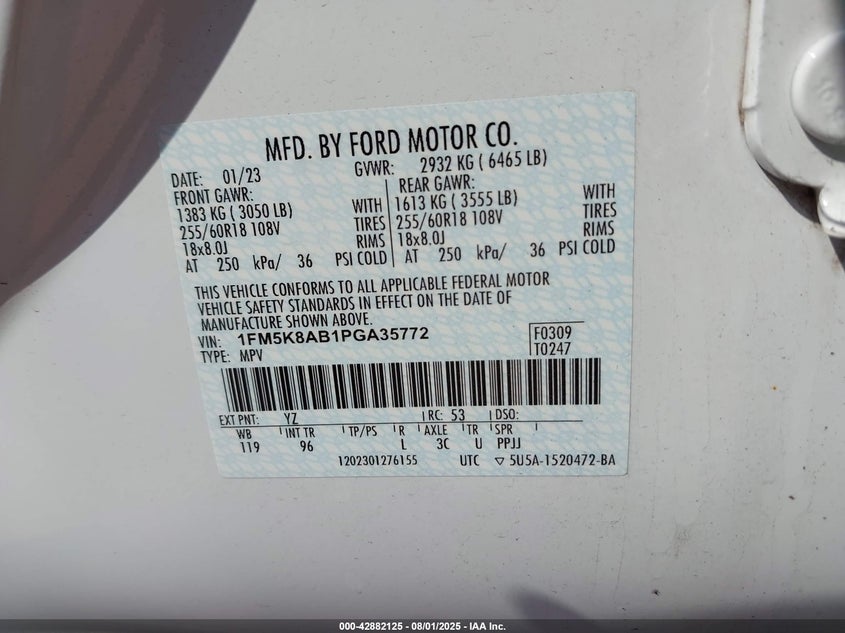 MFD. BY FORD MOTOR CO.
DATE: 01/23 GVWR: 2932 KG ( 6465 LB)
FRONT GAWR: REAR GAWR:
1383 KG ( 3050 LB) WITH 1613 KG ( 3555 LB) WITH
255/60R18 108V TIRES 255/60R18 108V TIRES
18x8.0J RIMS 18x8.0J RIMS
AT 250 kPa/ 36 PSI COLD AT 250 kPa/ 36 PSI COLD
THIS VEHICLE CONFORMS TO ALL APPLICABLE FEDERAL MOTOR
VEHICLE SAFETY STANDARDS IN EFFECT ON THE DATE OF
MANUFACTURE SHOWN ABOVE.
VIN: 1FM5K8AB1PGA35772 F0309
TYPE: MPV T0247
EXT PNT: YZ RC: 53 DSO:
WB INT TR TP/PS R AXLE TR SPR
119 96 L 3C U PPJJ
1202301276155 UTC ▽ 5U5A-1520472-BA
000-42882125 - 08/01/2025 - IAA Inc.